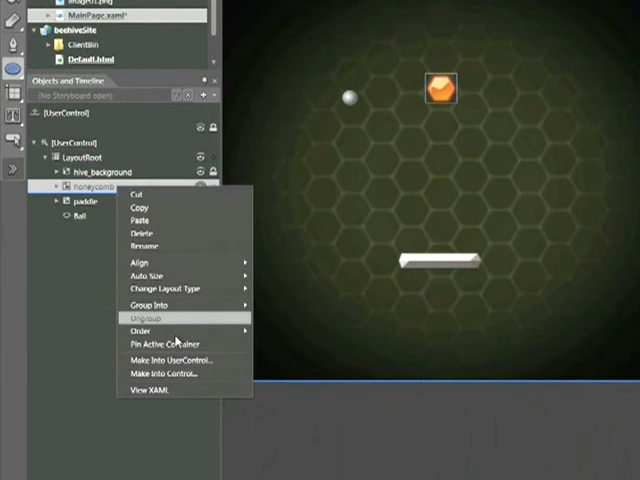 image01.png
MainPage.xaml*
beehiveSite
ClientBin
Default.html
Objects and Timeline
(No Storyboard open)
[UserControl]
[UserControl]
LayoutRoot
hive_background
honeycomb
paddle
Ball
Cut
Copy
Paste
Delete
Rename
Align
Auto Size
Change Layout Type
Group Into
Ungroup
Order
Pin Active Container
Make Into UserControl...
Make Into Control...
View XAML